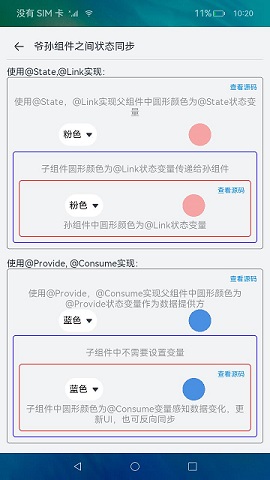 没有 SIM 卡
11%
10:20
爷孙组件之间状态同步
使用@State,@Link实现：
查看源码
使用@State，@Link实现父组件中圆形颜色为@State状态变
量
粉色
子组件圆形颜色为@Link状态变量传递给孙组件
查看源码
粉色
孙组件中圆形颜色为@Link状态变量
使用@Provide, @Consume实现：
查看源码
使用@Provide，@Consume实现父组件中圆形颜色为
@Provide状态变量作为数据提供方
蓝色
子组件中不需要设置变量
查看源码
蓝色
子组件中圆形颜色为@Consume变量感知数据变化，更
新UI，也可反向同步